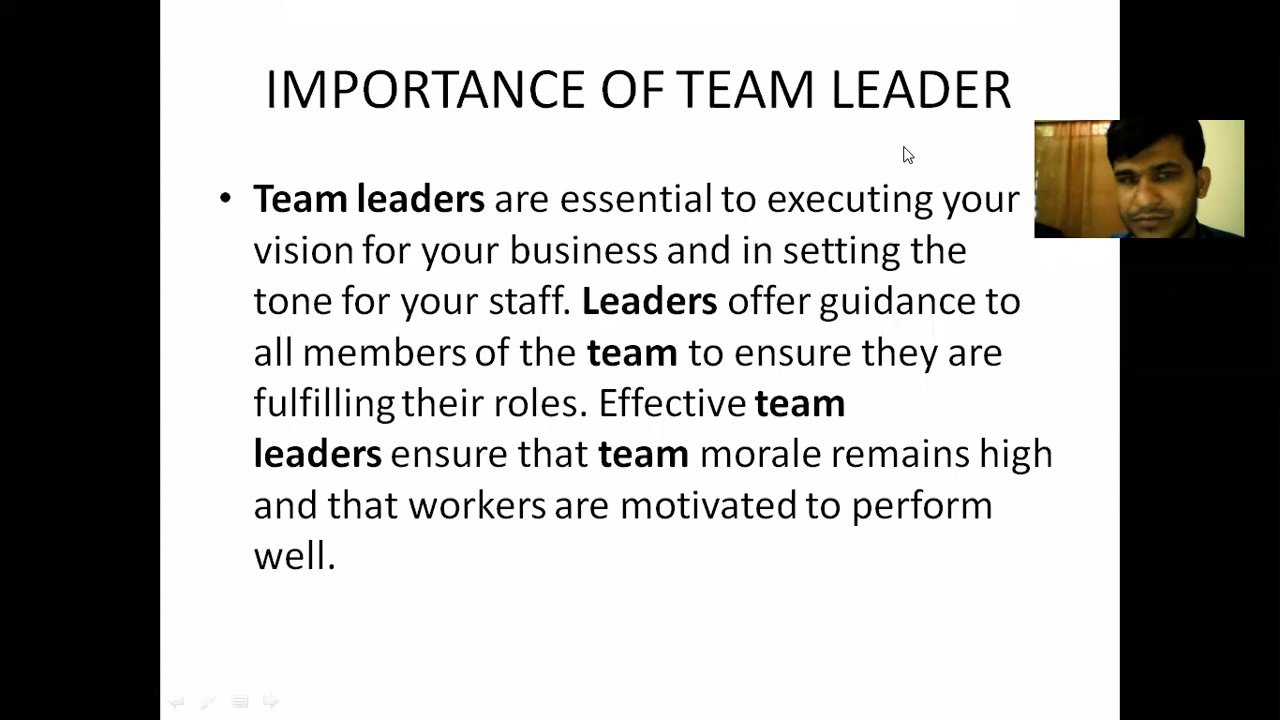 IMPORTANCE OF TEAM LEADER
• Team leaders are essential to executing your
vision for your business and in setting the
tone for your staff. Leaders offer guidance to
all members of the team to ensure they are
fulfilling their roles. Effective team
leaders ensure that team morale remains high
and that workers are motivated to perform
well.